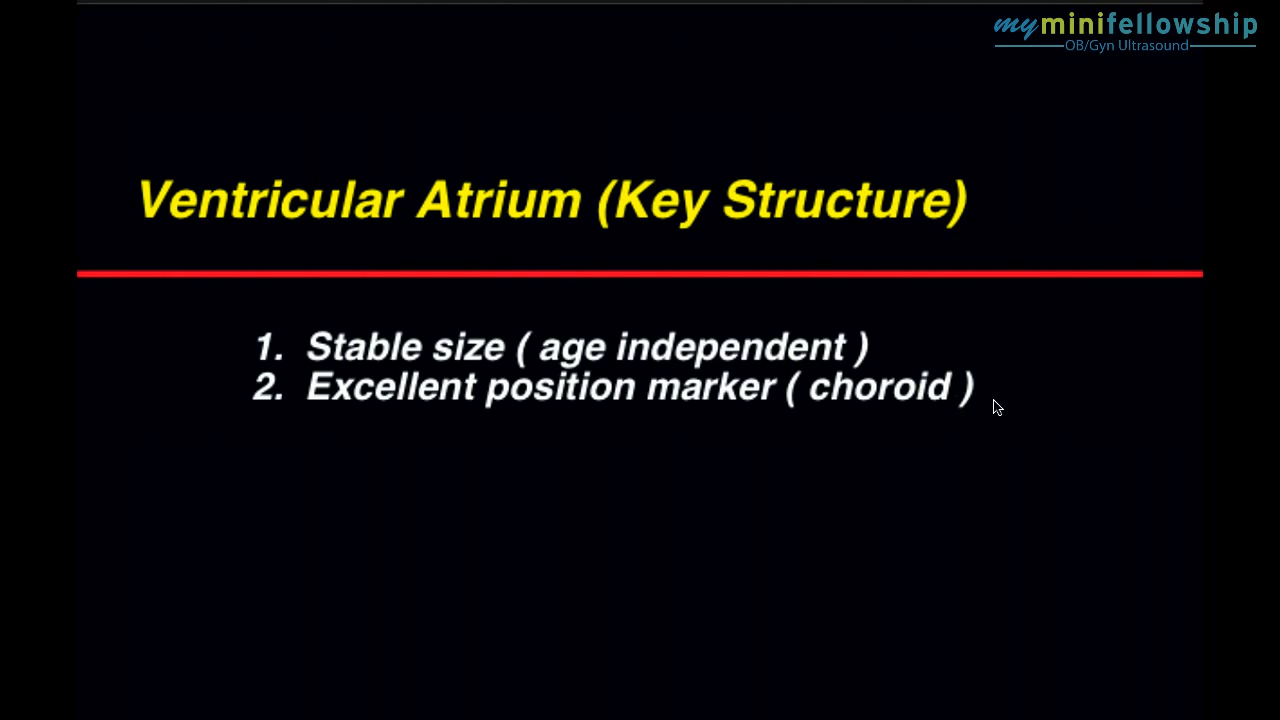 myminifellowship
OB/Gyn Ultrasound
Ventricular Atrium (Key Structure)
1. Stable size ( age independent )
2. Excellent position marker ( choroid )